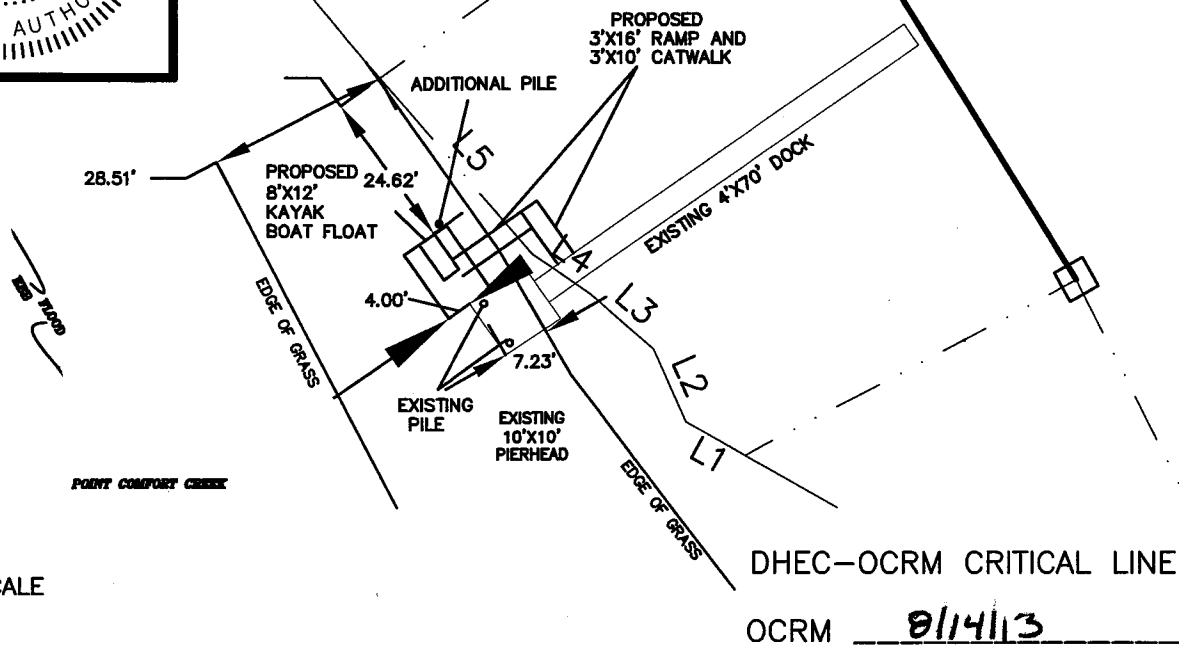 AUTHO
PROPOSED
3'X16' RAMP AND
3'X10' CATWALK
ADDITIONAL PILE
L5
28.51'
PROPOSED
8'X12'
KAYAK
BOAT FLOAT
24.62'
EXISTING 4'X70' DOCK
4
EBB FLOOD
EDGE OF GRASS
4.00'
L3
7.23'
L2
EXISTING
PILE
EXISTING
10'X10'
PIERHEAD
L1
POINT COMFORT CREEK
EDGE OF GRASS
DHEC-OCRM CRITICAL LINE
CALE
OCRM 8/14/13